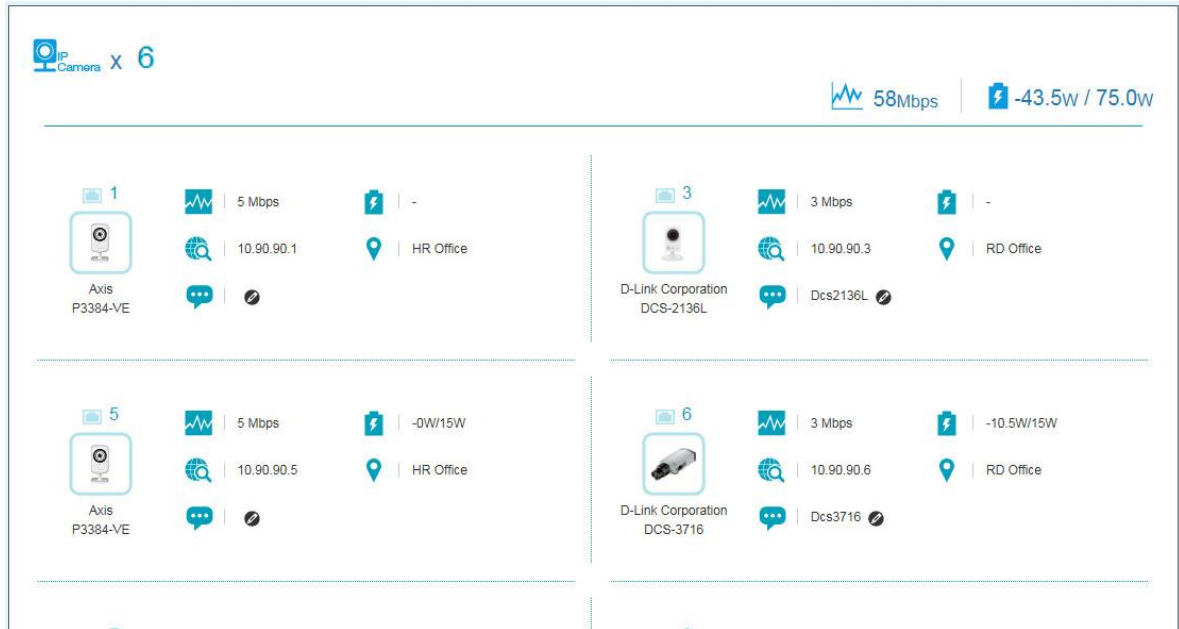 IP Camera x 6
58Mbps -43.5W / 75.0W
1
5 Mbps -
10.90.90.1 HR Office
Axis
P3384-VE
3
3 Mbps -
10.90.90.3 RD Office
D-Link Corporation
DCS-2136L
Dcs2136L
5
5 Mbps -0W/15W
10.90.90.5 HR Office
Axis
P3384-VE
6
3 Mbps -10.5W/15W
10.90.90.6 RD Office
D-Link Corporation
DCS-3716
Dcs3716